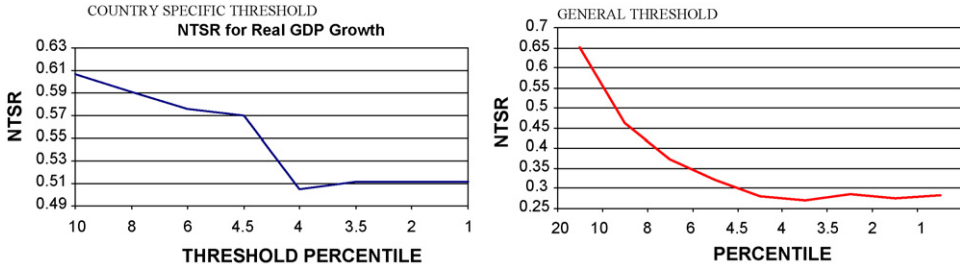 COUNTRY SPECIFIC THRESHOLD
NTSR for Real GDP Growth
0.63
0.61
0.59
0.57
0.55
0.53
0.51
0.49
NTSR
10 8 6 4.5 4 3.5 2 1
THRESHOLD PERCENTILE
GENERAL THRESHOLD
0.7
0.65
0.6
0.55
0.5
0.45
0.4
0.35
0.3
0.25
NTSR
20 10 8 6 4.5 4 3.5 2 1
PERCENTILE